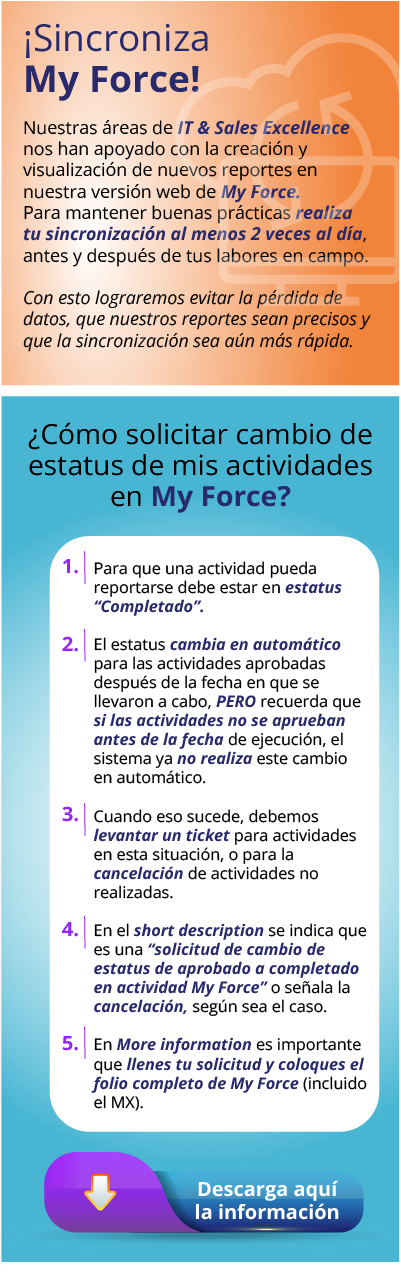 ¡Sincroniza
My Force!
Nuestras áreas de IT & Sales Excellence
nos han apoyado con la creación y
visualización de nuevos reportes en
nuestra versión web de My Force.
Para mantener buenas prácticas realiza
tu sincronización al menos 2 veces al día,
antes y después de tus labores en campo.
Con esto lograremos evitar la pérdida de
datos, que nuestros reportes sean precisos y
que la sincronización sea aún más rápida.
¿Cómo solicitar cambio de
estatus de mis actividades
en My Force?
1. Para que una actividad pueda
reportarse debe estar en estatus
“Completado”.
2. El estatus cambia en automático
para las actividades aprobadas
después de la fecha en que se
llevaron a cabo, PERO recuerda que
si las actividades no se aprueban
antes de la fecha de ejecución, el
sistema ya no realiza este cambio
en automático.
3. Cuando eso sucede, debemos
levantar un ticket para actividades
en esta situación, o para la
cancelación de actividades no
realizadas.
4. En el short description se indica que
es una “solicitud de cambio de
estatus de aprobado a completado
en actividad My Force” o señala la
cancelación, según sea el caso.
5. En More information es importante
que llenes tu solicitud y coloques el
folio completo de My Force (incluido
el MX).
Descarga aquí
la información